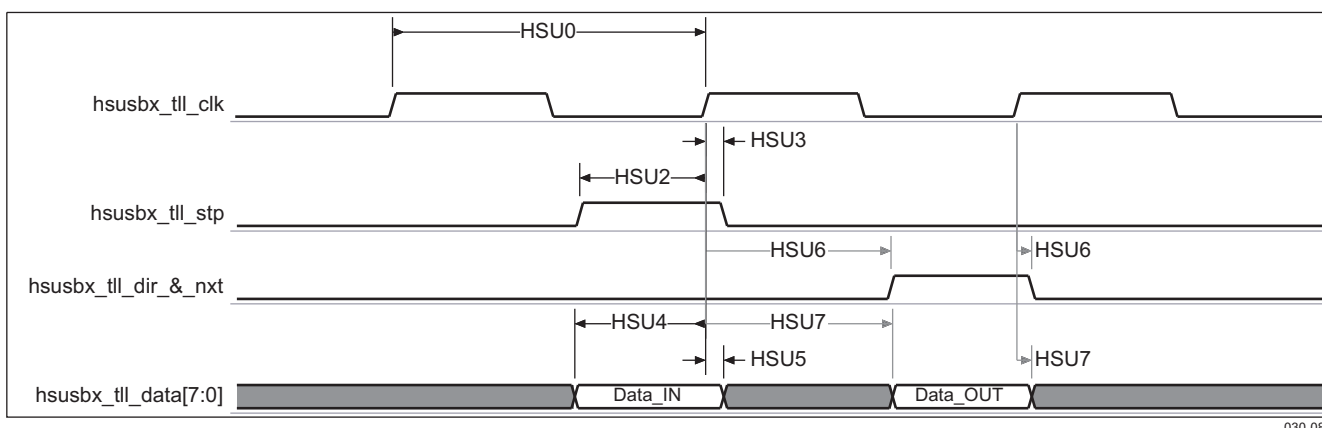 HSU0
hsusbx_tll_clk
HSU3
HSU2
hsusbx_tll_stp
HSU6
HSU6
hsusbx_tll_dir_&_nxt
HSU4
HSU7
HSU5
HSU7
hsusbx_tll_data[7:0]
Data_IN
Data_OUT